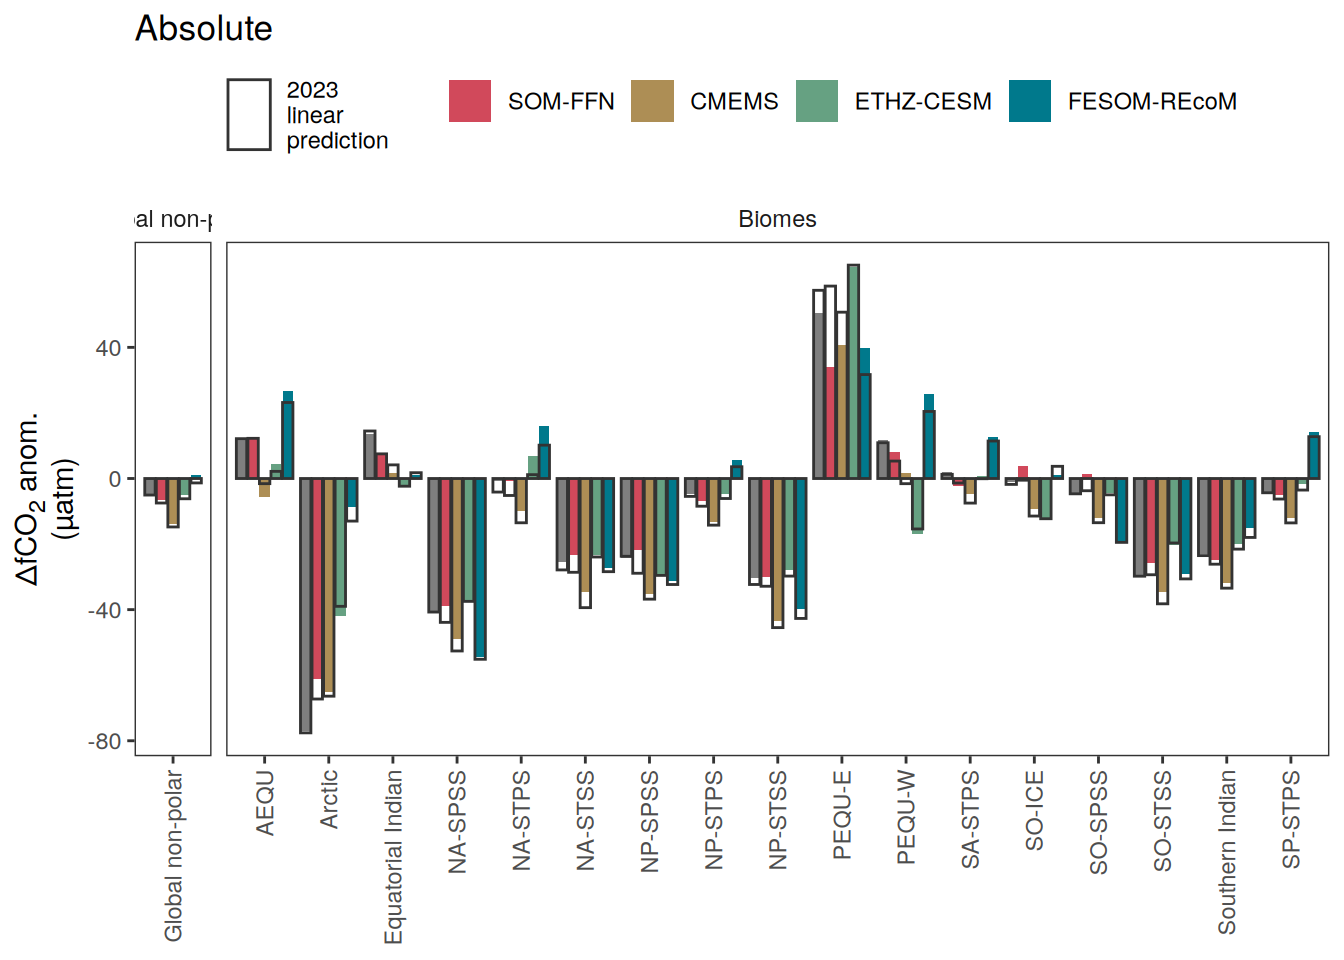 Absolute
2023
linear
prediction
SOM-FFN
CMEMS
ETHZ-CESM
FESOM-REcoM
al non-
Biomes
40
0
-40
-80
ΔfCO₂ anom.
(µatm)
Global non-polar
AEQU
Arctic
Equatorial Indian
NA-SPSS
NA-STPS
NA-STSS
NP-SPSS
NP-STPS
NP-STSS
PEQU-E
PEQU-W
SA-STPS
SO-ICE
SO-SPSS
SO-STSS
Southern Indian
SP-STPS